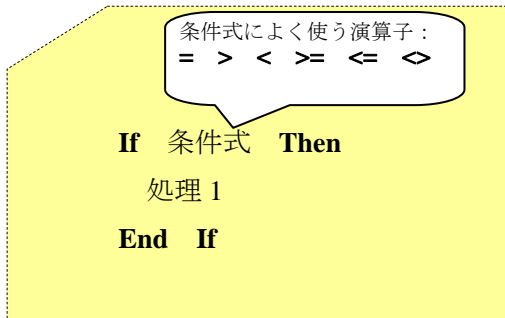 条件式によく使う演算子：
= > < >= <= <>
If 条件式 Then
処理 1
End If